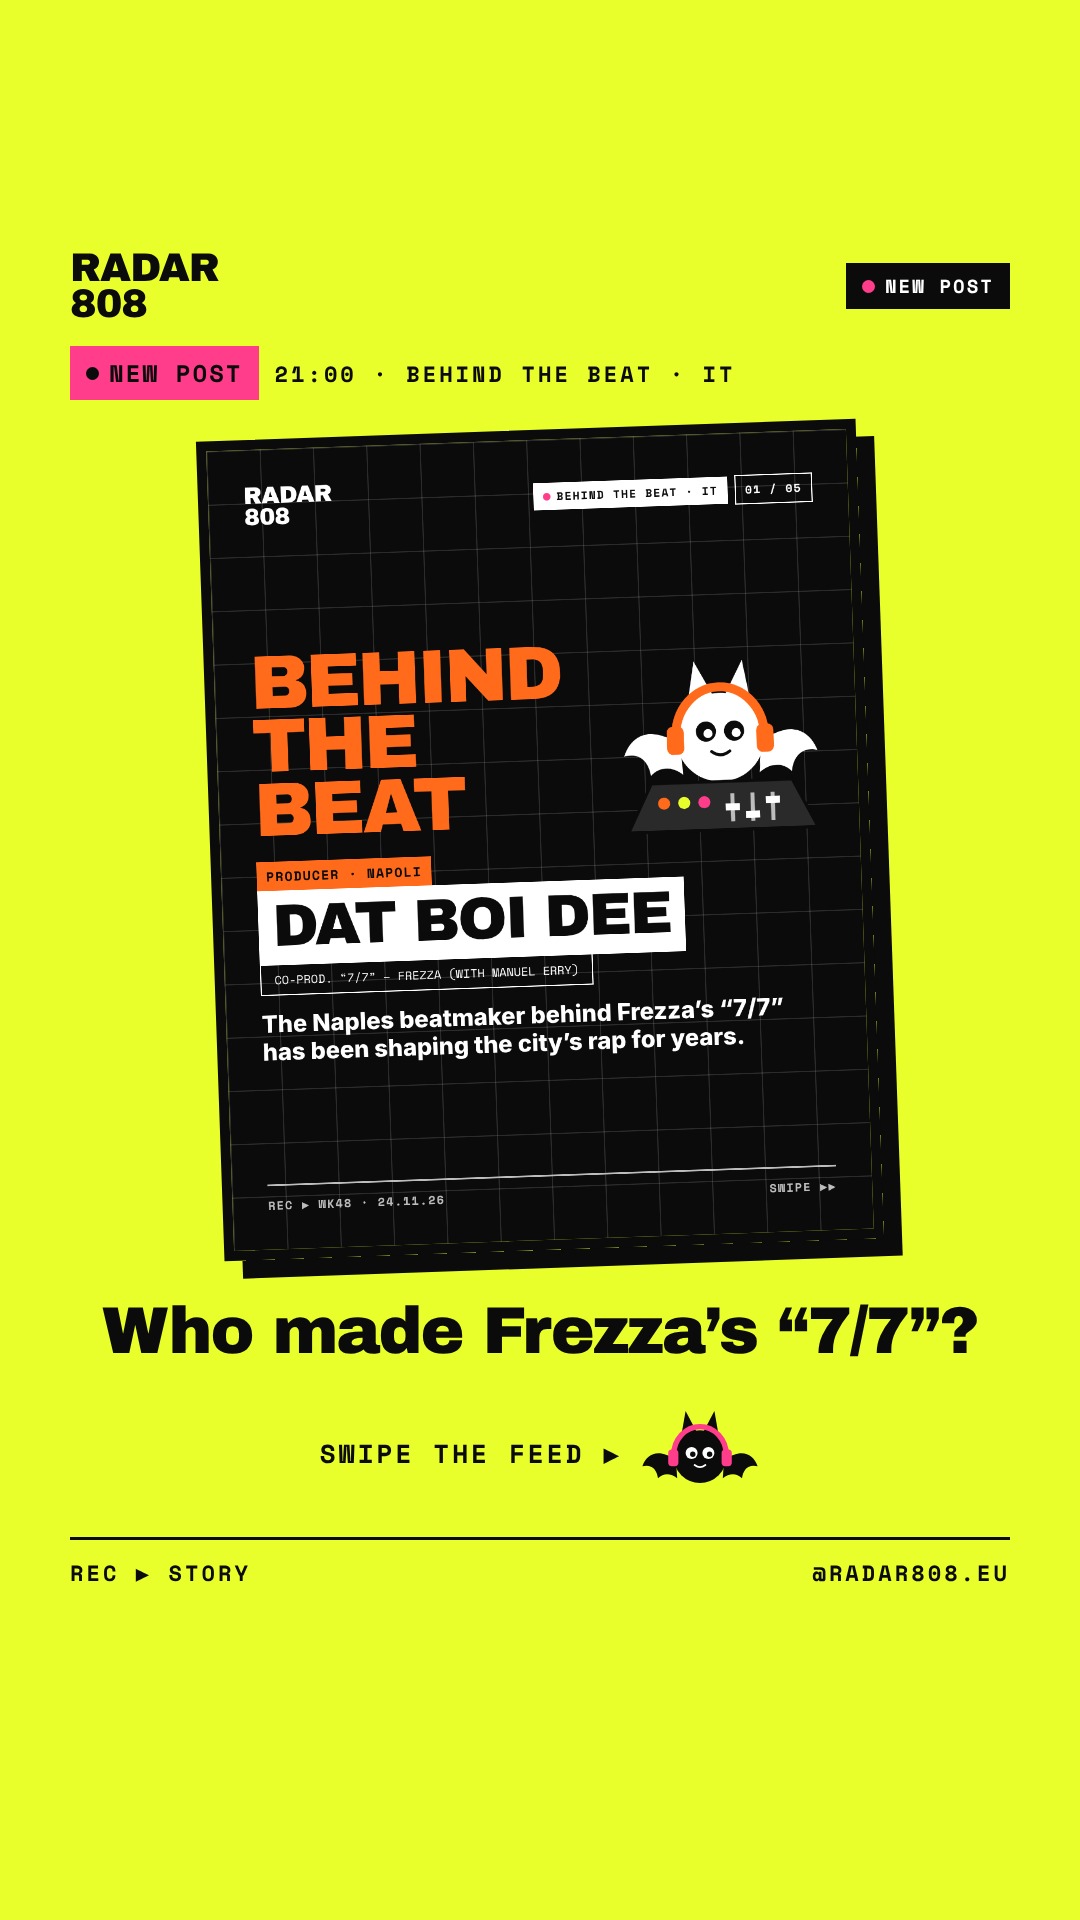 RADAR
808
NEW POST
NEW POST
21:00 · BEHIND THE BEAT · IT
RADAR
808
BEHIND THE BEAT · IT
01 / 05
BEHIND
THE
BEAT
PRODUCER · NAPOLI
DAT BOI DEE
CO-PROD. “7/7” – FREZZA (WITH MANUEL ERRY)
The Naples beatmaker behind Frezza’s “7/7”
has been shaping the city’s rap for years.
REC ▶ WK48 · 24.11.26
SWIPE ▶▶
Who made Frezza’s “7/7”?
SWIPE THE FEED ▶
REC ▶ STORY
@RADAR808.EU